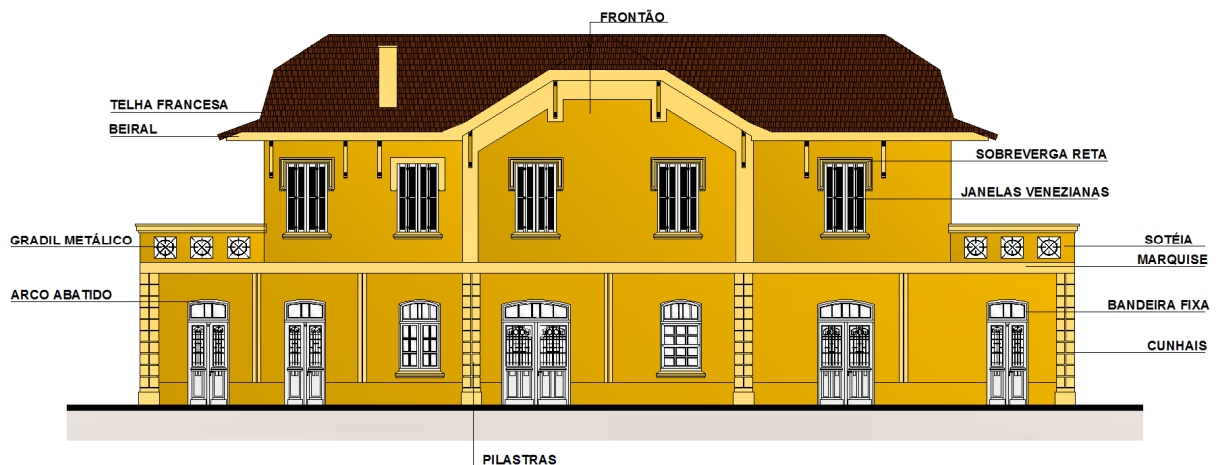 FRONTÃO
TELHA FRANCESA
BEIRAL
SOBREVERGA RETA
JANELAS VENEZIANAS
GRADIL METÁLICO
SOTÉIA
MARQUISE
ARCO ABATIDO
BANDEIRA FIXA
CUNHAIS
PILASTRAS